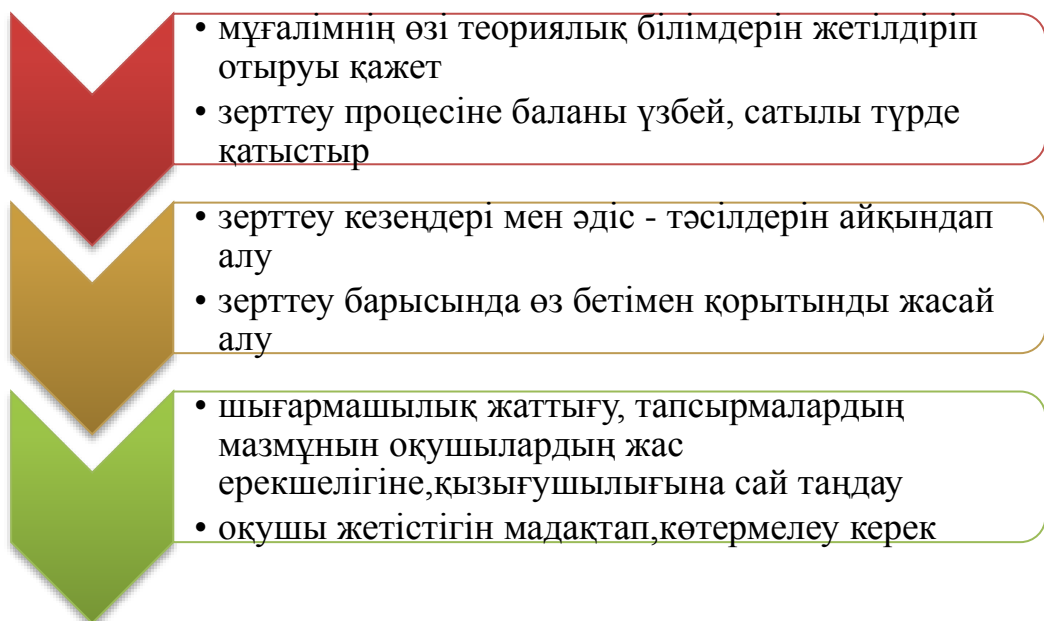 • мұғалімнің өзі теориялық білімдерін жетілдіріп
отыруы қажет
• зерттеу процесіне баланы үзбей, сатылы түрде
қатыстыр
• зерттеу кезеңдері мен әдіс - тәсілдерін айқындап
алу
• зерттеу барысында өз бетімен қорытынды жасай
алу
• шығармашылық жаттығу, тапсырмалардың
мазмұнын оқушылардың жас
ерекшелігіне,қызығушылығына сай таңдау
• оқушы жетістігін мадақтап,көтермелеу керек